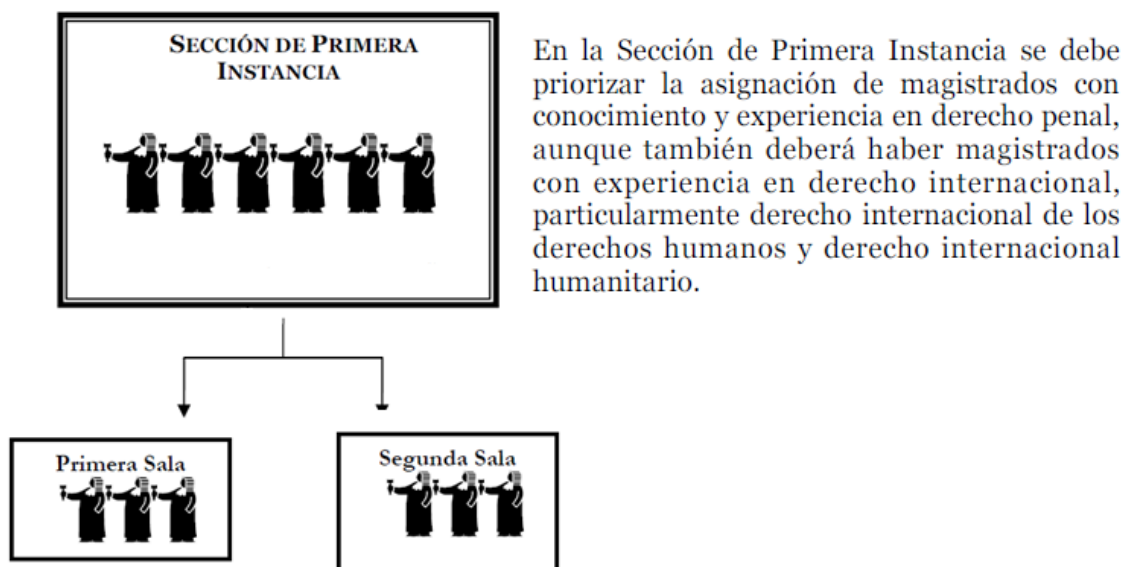 SECCIÓN DE PRIMERA
INSTANCIA
En la Sección de Primera Instancia se debe
priorizar la asignación de magistrados con
conocimiento y experiencia en derecho penal,
aunque también deberá haber magistrados
con experiencia en derecho internacional,
particularmente derecho internacional de los
derechos humanos y derecho internacional
humanitario.
Primera Sala
Segunda Sala